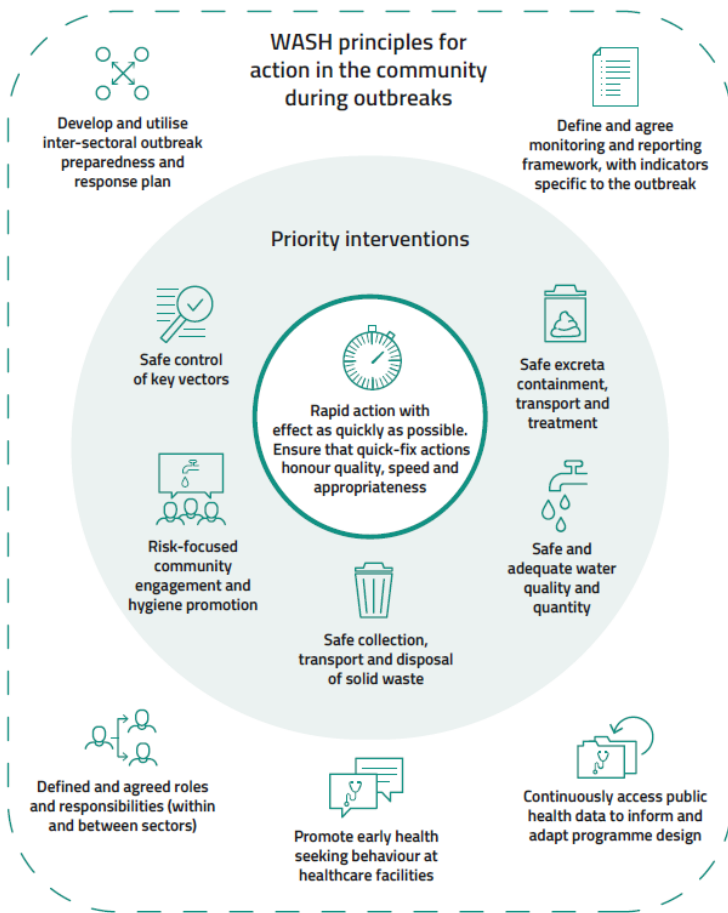 WASH principles for
action in the community
during outbreaks
Develop and utilise
inter-sectoral outbreak
preparedness and
response plan
Define and agree
monitoring and reporting
framework, with indicators
specific to the outbreak
Priority interventions
Safe control
of key vectors
Rapid action with
effect as quickly as possible.
Ensure that quick-fix actions
honour quality, speed and
appropriateness
Safe excreta
containment,
transport and
treatment
Risk-focused
community
engagement and
hygiene promotion
Safe and
adequate water
quality and
quantity
Safe collection,
transport and disposal
of solid waste
Defined and agreed roles
and responsibilities (within
and between sectors)
Promote early health
seeking behaviour at
healthcare facilities
Continuously access public
health data to inform and
adapt programme design